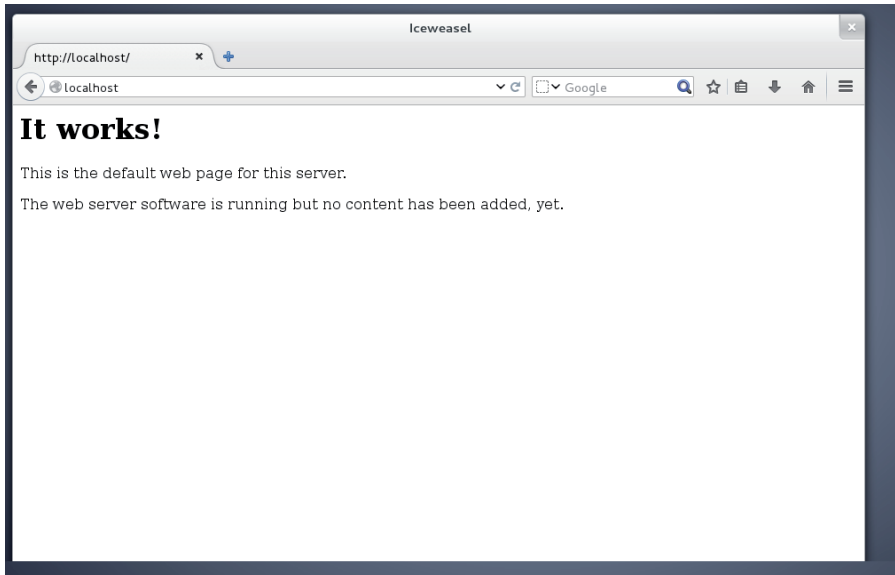 Iceweasel
http://localhost/
localhost
Google
It works!
This is the default web page for this server.
The web server software is running but no content has been added, yet.